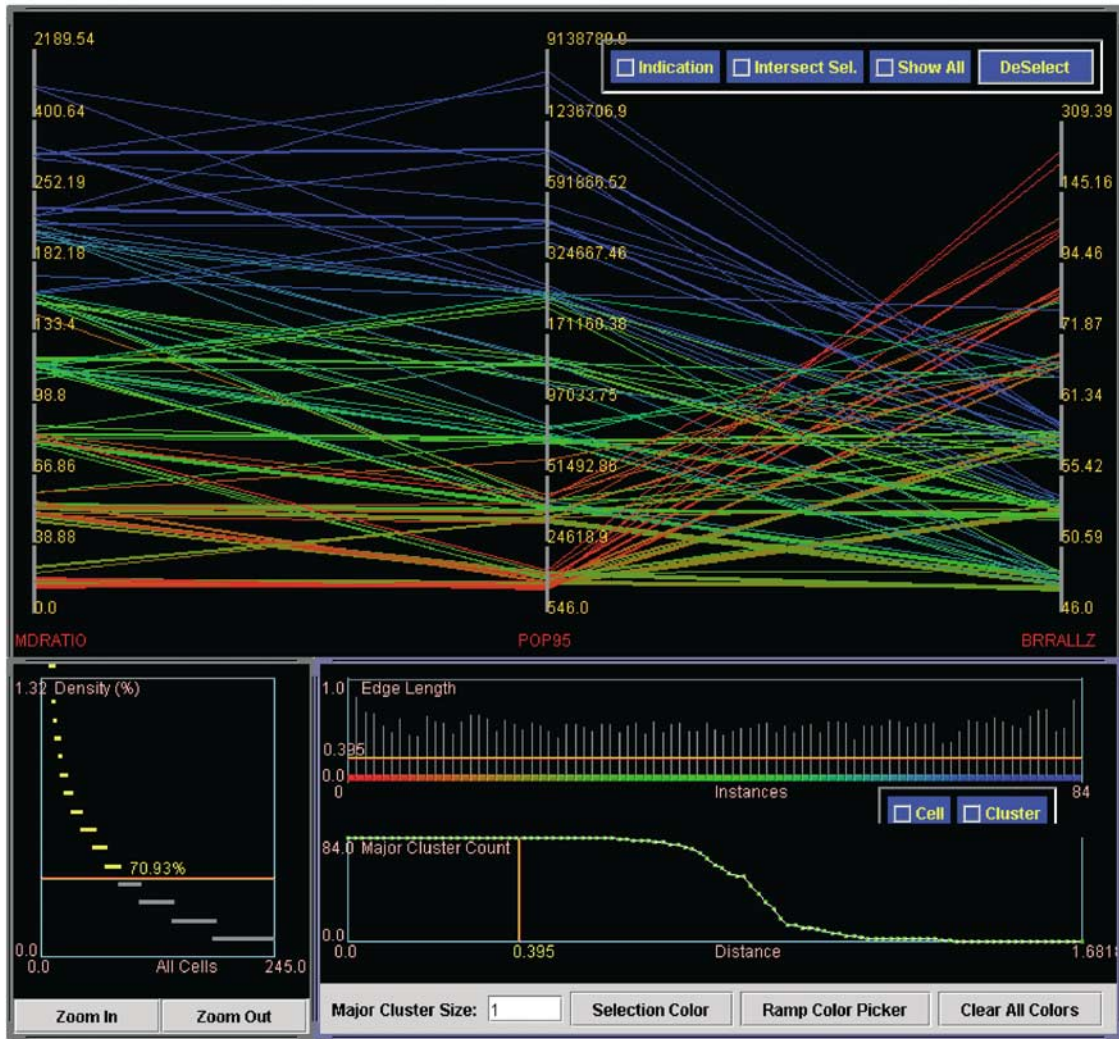 2189.54 9138789.0
Indication Intersect Sel. Show All DeSelect
400.64 1236706.9 309.39
252.19 591866.52 145.16
182.18 324667.46 94.46
133.4 171160.38 71.87
98.8 97033.75 61.34
66.86 51492.86 55.42
38.88 24618.9 50.59
0.0 546.0 46.0
MDRATIO POP95 BRRALLZ
1.32 Density (%)
70.93%
0.0
0.0 All Cells 245.0
Zoom In Zoom Out
1.0 Edge Length
0.395
0.0
0 Instances 84
Cell Cluster
84.0 Major Cluster Count
0.0
0.0 0.395 Distance 1.6818
Major Cluster Size: 1 Selection Color Ramp Color Picker Clear All Colors